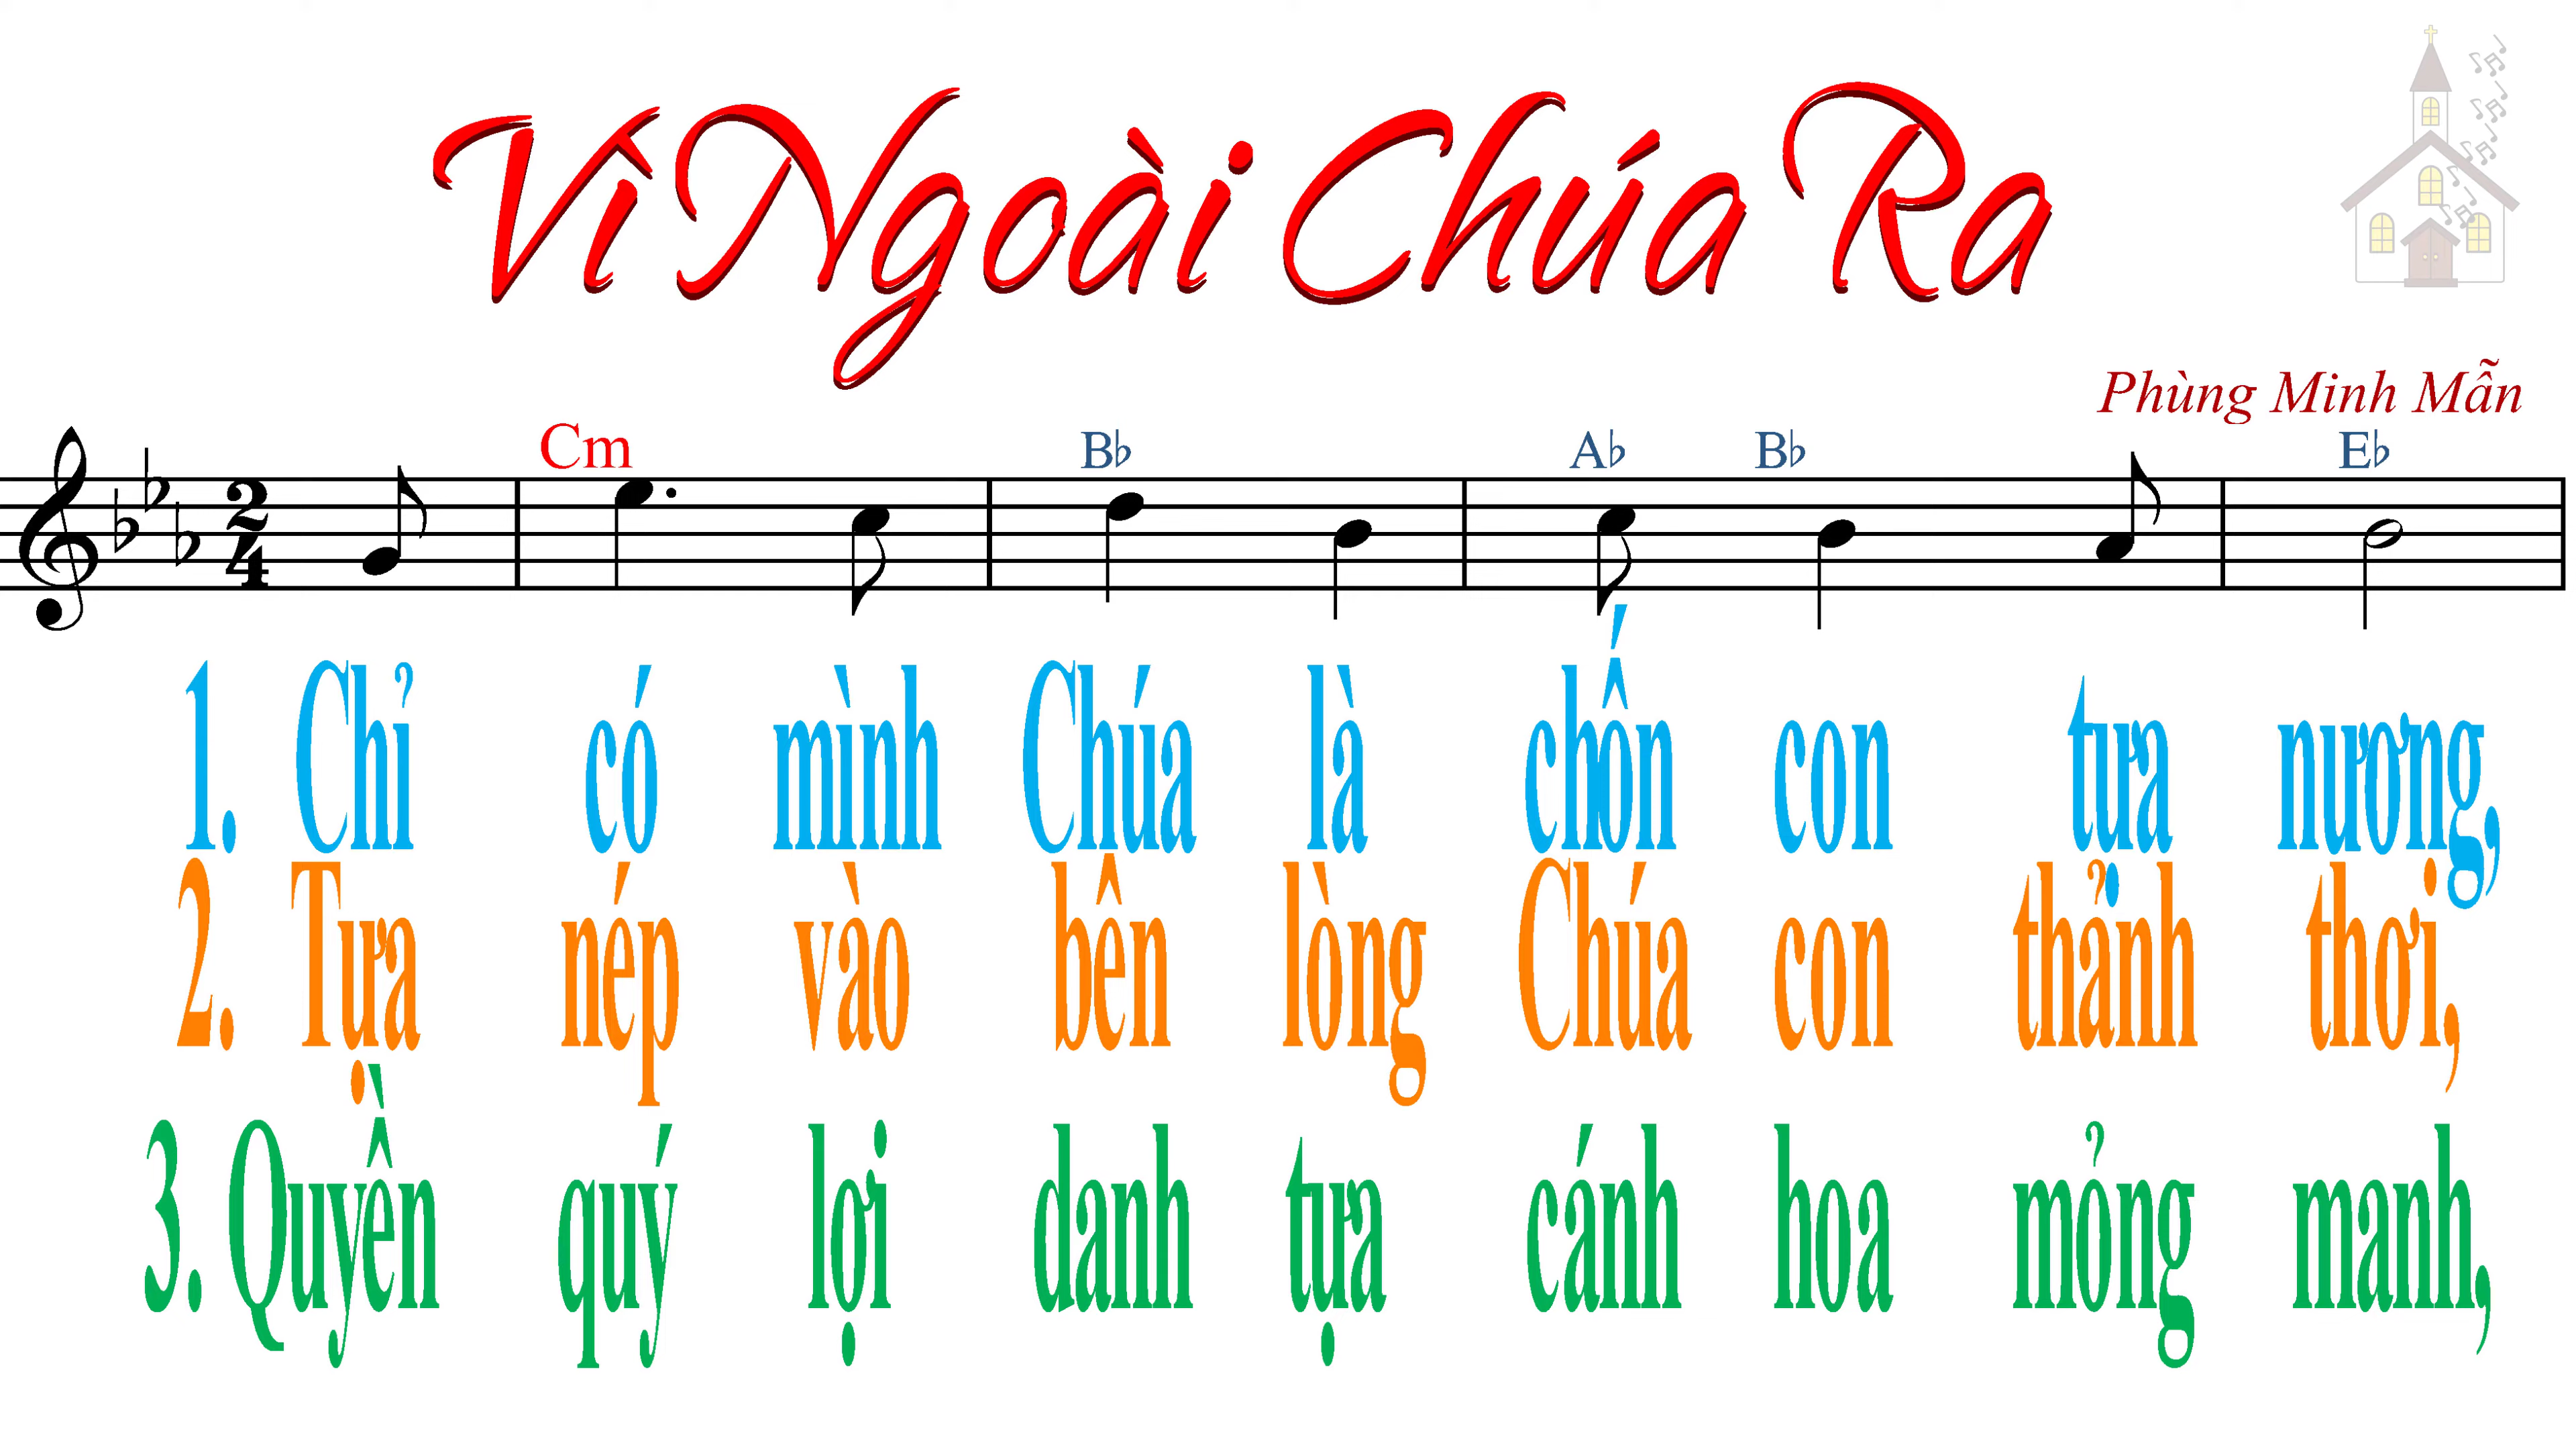 Vì Ngoài Chúa Ra
Phùng Minh Mẫn
Cm B♭ A♭ B♭ E♭
2
4
1. Chỉ có mình Chúa là chốn con tựa nương,
2. Tựa nép vào bên lòng Chúa con thảnh thơi,
3. Quyền quý lợi danh tựa cánh hoa mỏng manh,